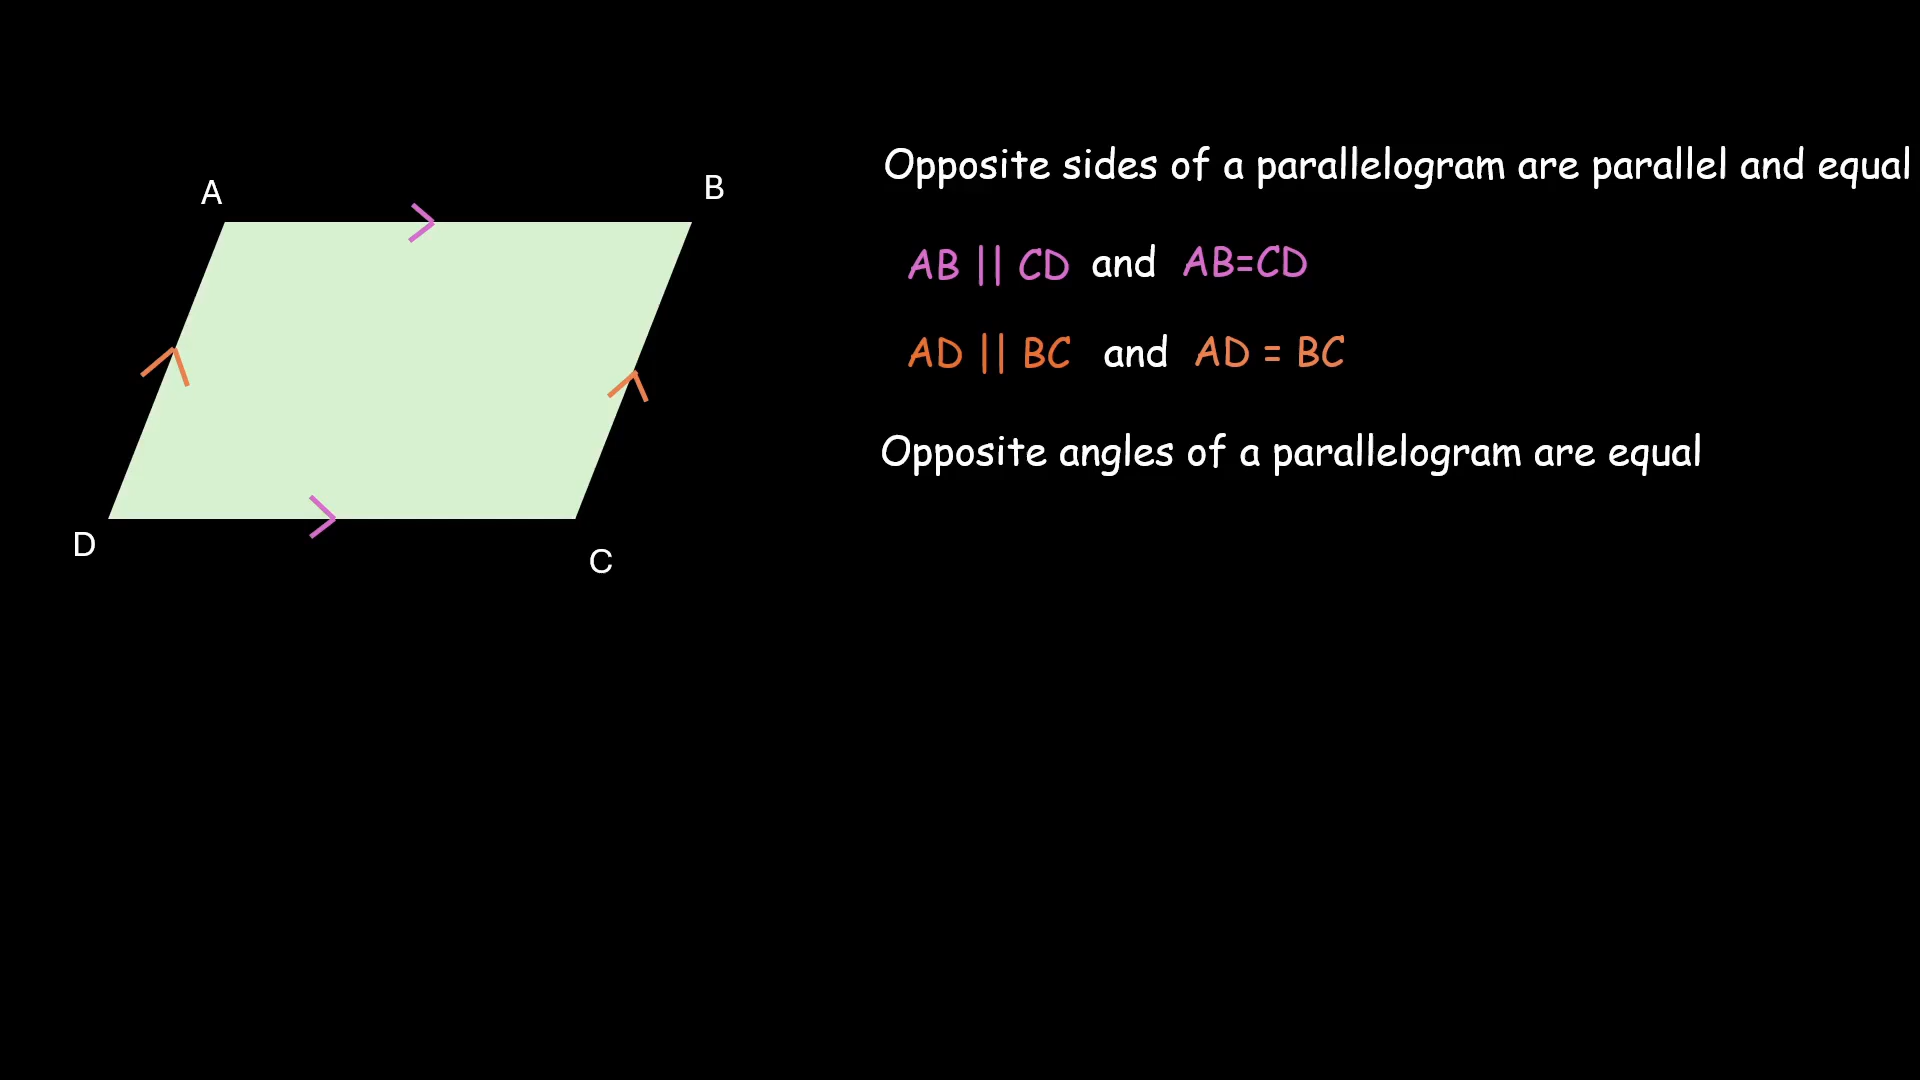 Opposite sides of a parallelogram are parallel and equal
A
B
AB || CD and AB=CD
AD || BC and AD = BC
Opposite angles of a parallelogram are equal
D
C